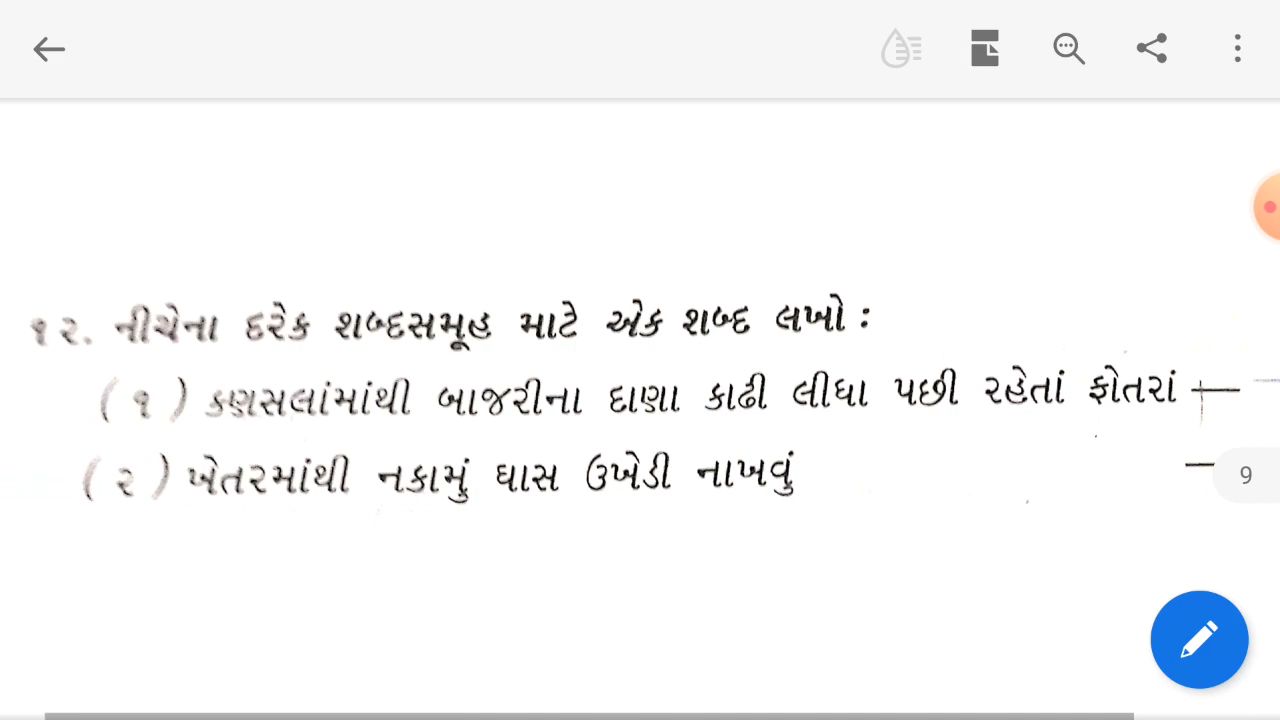 ૧૨. નીચેના દરેક શબ્દસમૂહ માટે એક શબ્દ લખો :
( ૧ ) કણસલાંમાંથી બાજરીના દાણા કાઢી લીધા પછી રહેતાં ફોતરાં —
( ૨ ) ખેતરમાંથી નકામું ઘાસ ઉખેડી નાખવું —
9